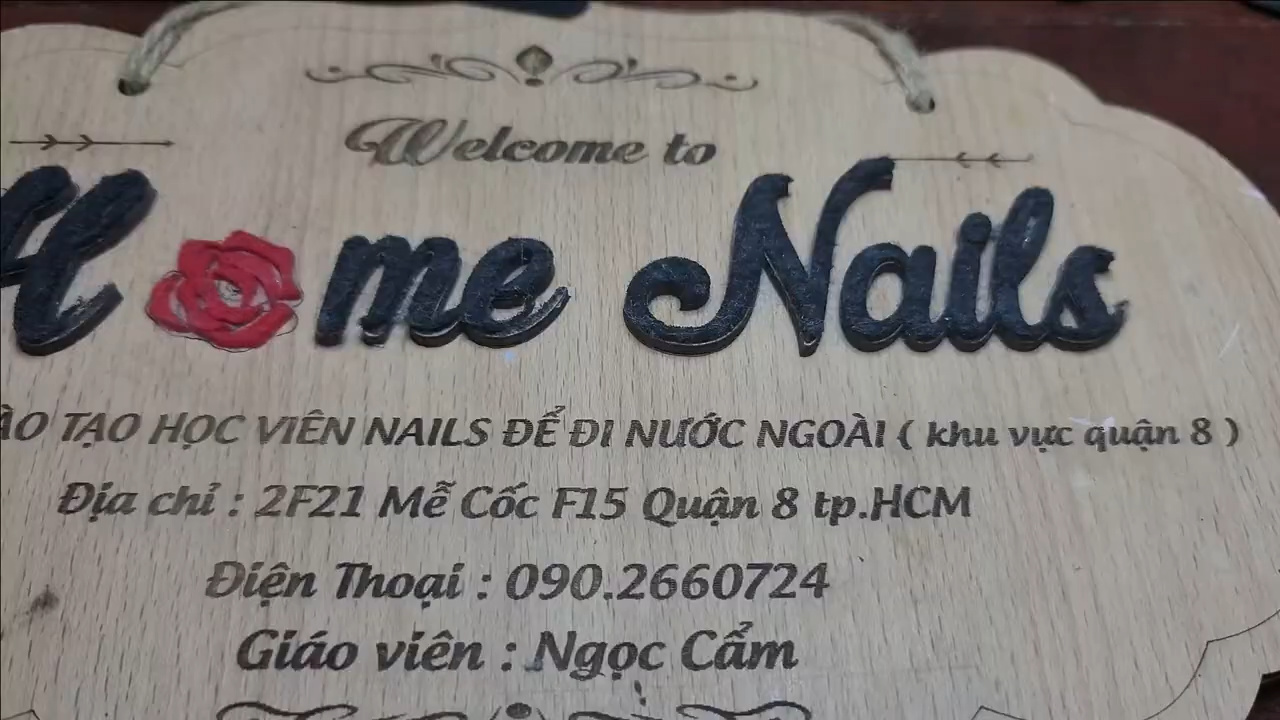 Welcome to
Home Nails
ÀO TẠO HỌC VIÊN NAILS ĐỂ ĐI NƯỚC NGOÀI ( khu vực quận 8 )
Địa chỉ : 2F21 Mễ Cốc F15 Quận 8 tp.HCM
Điện Thoại : 090.2660724
Giáo viên : Ngọc Cẩm